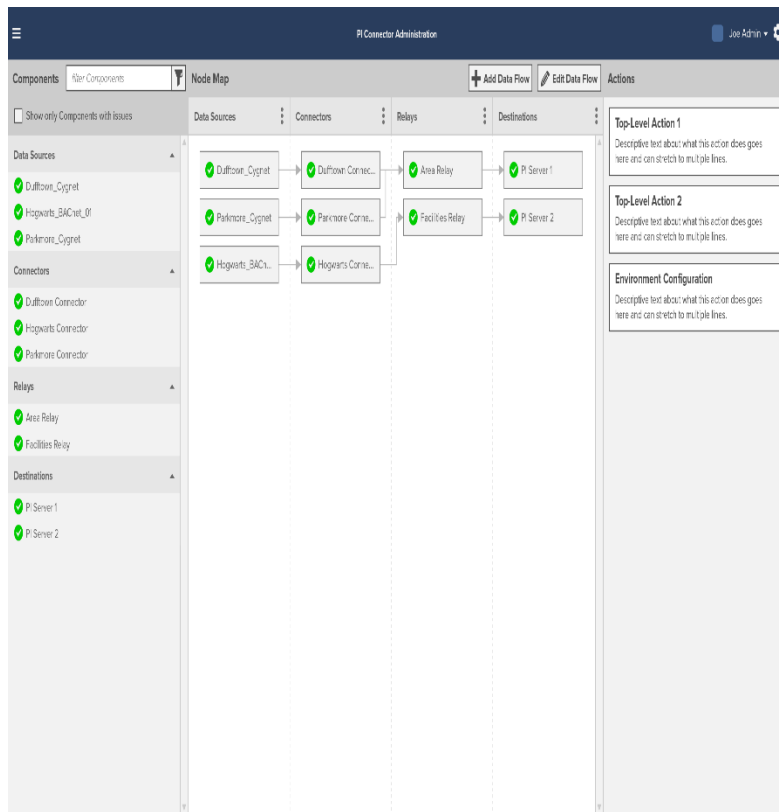 PI Connector Administration
Joe Admin
Components
filter Components
Node Map
Add Data Flow
Edit Data Flow
Actions
Show only Components with issues
Data Sources
Dufftown_Cygnet
Hogwarts_BACnet_01
Parkmore_Cygnet
Connectors
Dufftown Connector
Hogwarts Connector
Parkmore Connector
Relays
Area Relay
Facilities Relay
Destinations
PI Server 1
PI Server 2
Data Sources
Connectors
Relays
Destinations
Dufftown_Cygnet
Dufftown Connec...
Area Relay
PI Server 1
Parkmore_Cygnet
Parkmore Conne...
Facilities Relay
PI Server 2
Hogwarts_BACh...
Hogwarts Conne...
Top-Level Action 1
Descriptive text about what this action does goes
here and can stretch to multiple lines.
Top-Level Action 2
Descriptive text about what this action does goes
here and can stretch to multiple lines.
Environment Configuration
Descriptive text about what this action does goes
here and can stretch to multiple lines.